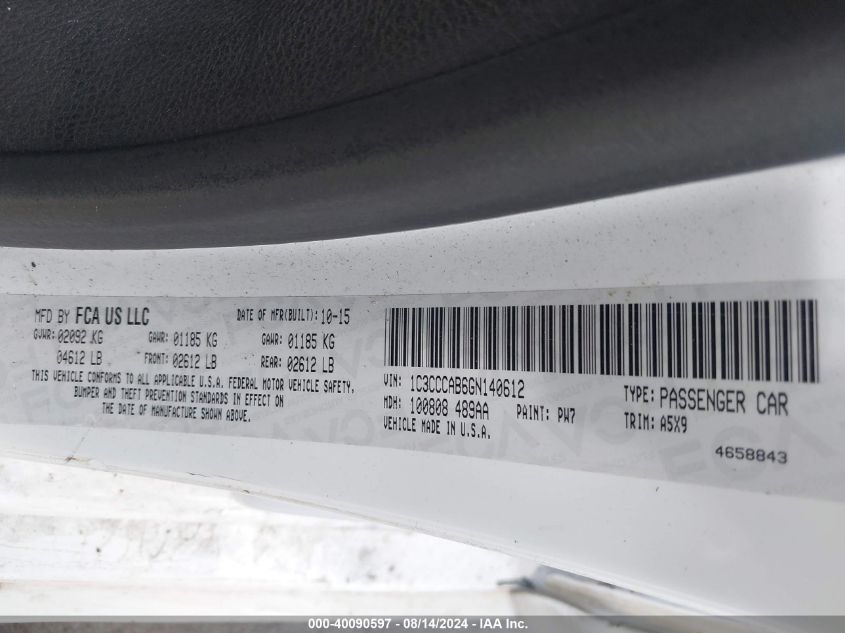 MFD BY FCA US LLC
DATE OF MFR(BUILT): 10-15
GVWR: 02092 KG
GAWR: 01185 KG
GAWR: 01185 KG
04612 LB
FRONT: 02612 LB
REAR: 02612 LB
THIS VEHICLE CONFORMS TO ALL APPLICABLE U.S.A. FEDERAL MOTOR VEHICLE SAFETY,
BUMPER AND THEFT PREVENTION STANDARDS IN EFFECT ON
THE DATE OF MANUFACTURE SHOWN ABOVE.
VIN: 1C3CCCAB6GN140612
TYPE: PASSENGER CAR
MDH: 100808 489AA
PAINT: PW7
TRIM: A5X9
VEHICLE MADE IN U.S.A.
4658843
000-40090597 - 08/14/2024 - IAA Inc.